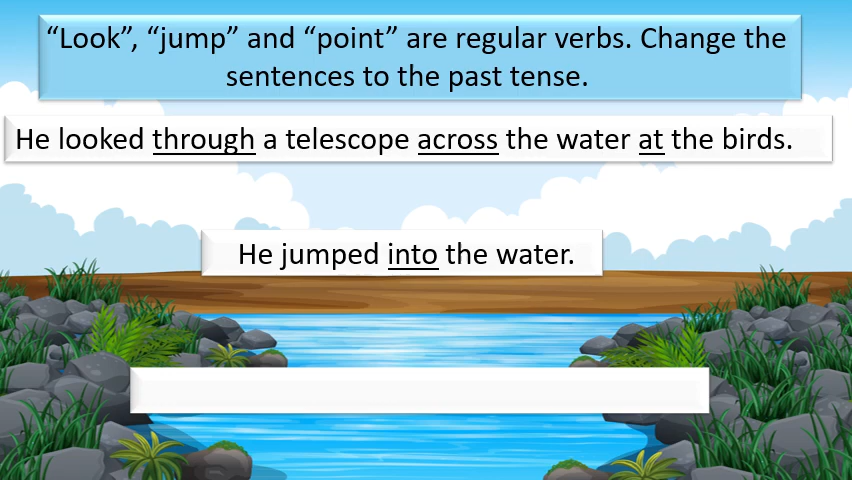 “Look”, “jump” and “point” are regular verbs. Change the
sentences to the past tense.
He looked through a telescope across the water at the birds.
He jumped into the water.